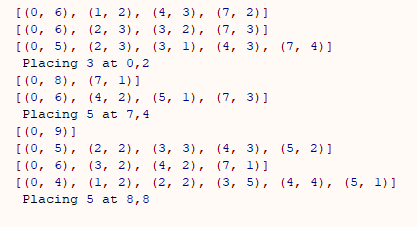 [(0, 6), (1, 2), (4, 3), (7, 2)]
[(0, 6), (2, 3), (3, 2), (7, 3)]
[(0, 5), (2, 3), (3, 1), (4, 3), (7, 4)]
 Placing 3 at 0,2
[(0, 8), (7, 1)]
[(0, 6), (4, 2), (5, 1), (7, 3)]
 Placing 5 at 7,4
[(0, 9)]
[(0, 5), (2, 2), (3, 3), (4, 3), (5, 2)]
[(0, 6), (3, 2), (4, 2), (7, 1)]
[(0, 4), (1, 2), (2, 2), (3, 5), (4, 4), (5, 1)]
 Placing 5 at 8,8